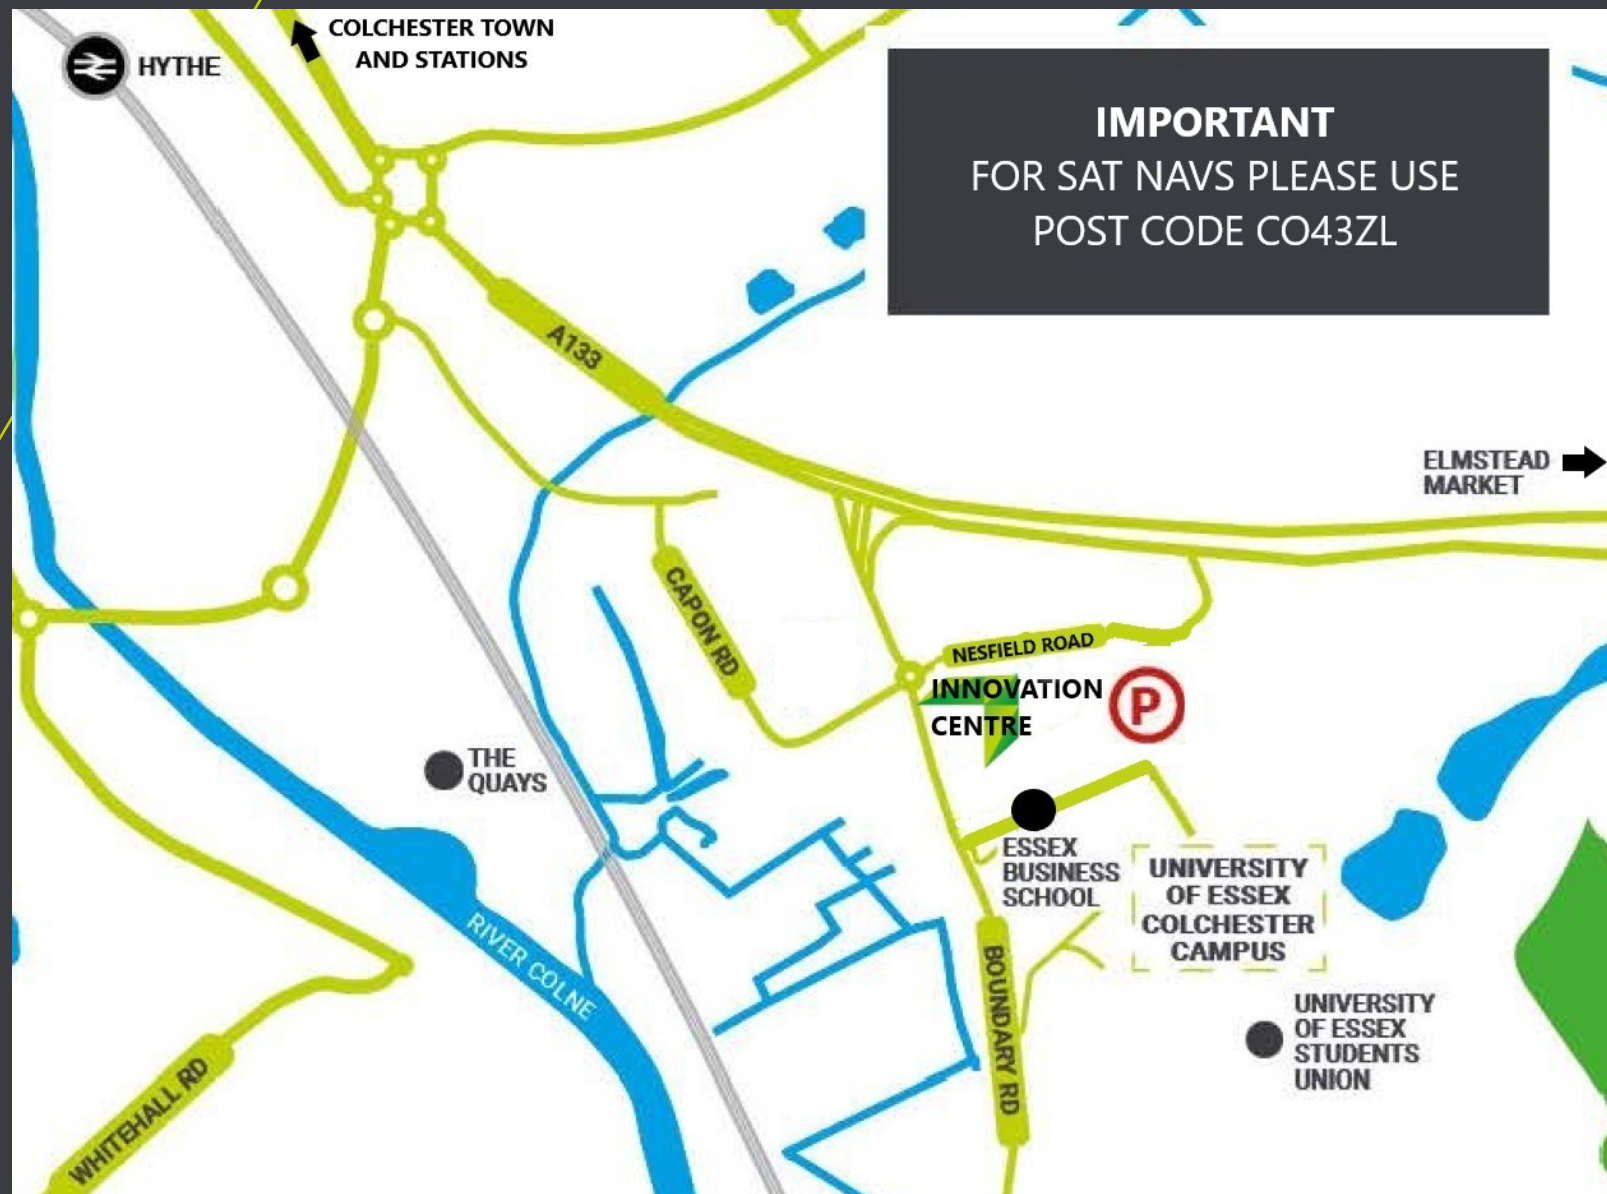 COLCHESTER TOWN
AND STATIONS
HYTHE
IMPORTANT
FOR SAT NAVS PLEASE USE
POST CODE CO43ZL
A133
ELMSTEAD
MARKET
CAPON RD
NESFIELD ROAD
INNOVATION
CENTRE
P
THE
QUAYS
ESSEX
BUSINESS
SCHOOL
UNIVERSITY
OF ESSEX
COLCHESTER
CAMPUS
RIVER COLNE
BOUNDARY RD
UNIVERSITY
OF ESSEX
STUDENTS
UNION
WHITEHALL RD